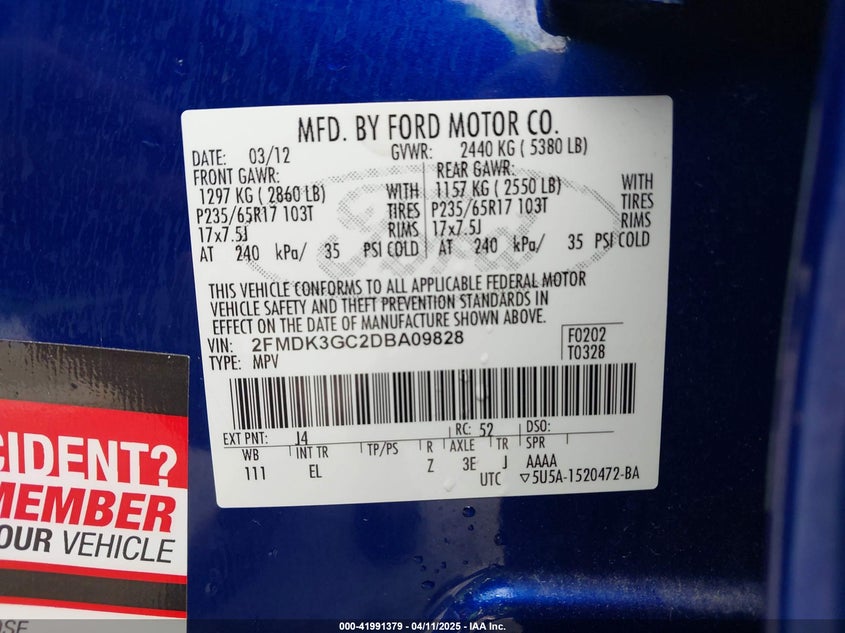 MFD. BY FORD MOTOR CO.
DATE: 03/12 GVWR: 2440 KG ( 5380 LB)
FRONT GAWR: REAR GAWR:
1297 KG ( 2860 LB) WITH 1157 KG ( 2550 LB) WITH
P235/65R17 103T TIRES P235/65R17 103T TIRES
17x7.5J RIMS 17x7.5J RIMS
AT 240 kPa/ 35 PSI COLD AT 240 kPa/ 35 PSI COLD
Ford
THIS VEHICLE CONFORMS TO ALL APPLICABLE FEDERAL MOTOR
VEHICLE SAFETY AND THEFT PREVENTION STANDARDS IN
EFFECT ON THE DATE OF MANUFACTURE SHOWN ABOVE.
VIN: 2FMDK3GC2DBA09828 F0202
TYPE: MPV T0328
EXT PNT: J4 RC: 52 DSO:
WB INT TR TP/PS R AXLE TR SPR
111 EL Z 3E J AAAA
UTC ▽5U5A-1520472-BA
CIDENT?
EMEMBER
OUR VEHICLE
OSE
000-41991379 - 04/11/2025 - IAA Inc.